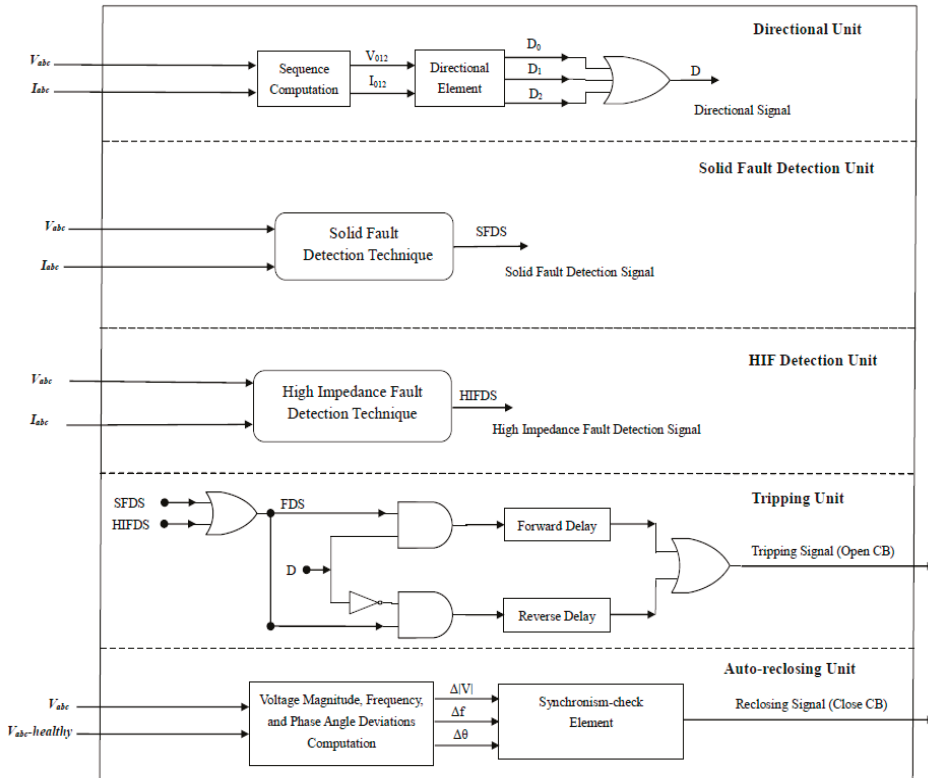 Directional Unit
Vabc
Iabc
Sequence
Computation
V012
I012
Directional
Element
D0
D1
D2
D
Directional Signal
Solid Fault Detection Unit
Vabc
Iabc
Solid Fault
Detection Technique
SFDS
Solid Fault Detection Signal
HIF Detection Unit
Vabc
Iabc
High Impedance Fault
Detection Technique
HIFDS
High Impedance Fault Detection Signal
Tripping Unit
SFDS
HIFDS
FDS
D
Forward Delay
Reverse Delay
Tripping Signal (Open CB)
Auto-reclosing Unit
Vabc
Vabc-healthy
Voltage Magnitude, Frequency,
and Phase Angle Deviations
Computation
Δ|V|
Δf
Δθ
Synchronism-check
Element
Reclosing Signal (Close CB)